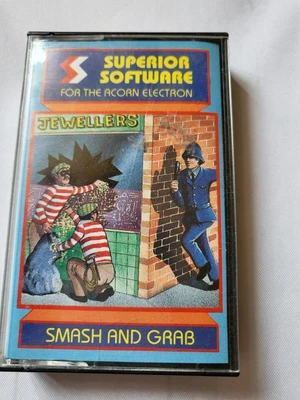 SUPERIOR
SOFTWARE
FOR THE ACORN ELECTRON
JEWELLERS
SMASH AND GRAB